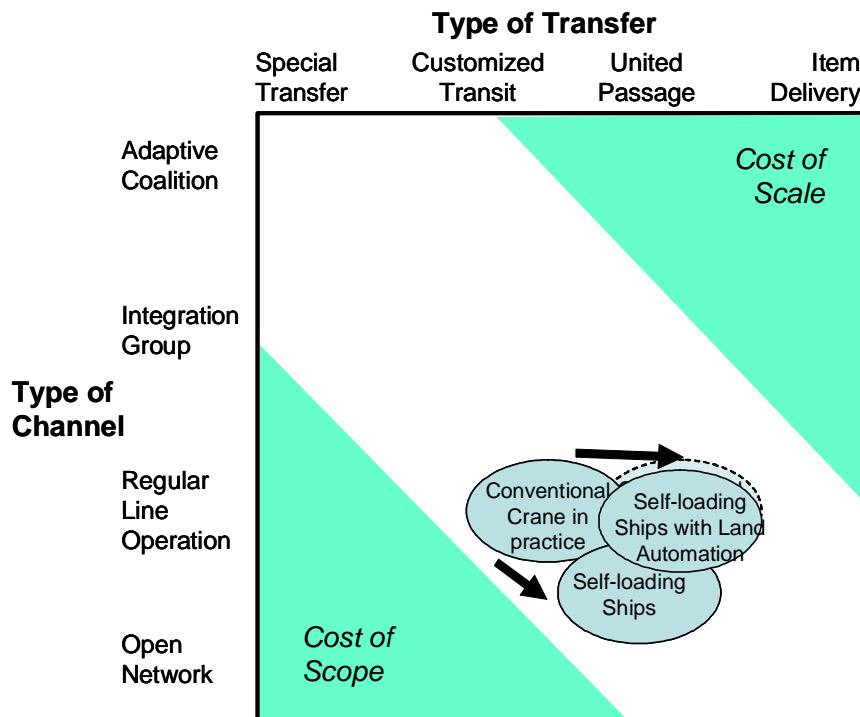 Type of Transfer
Special
Transfer
Customized
Transit
United
Passage
Item
Delivery
Adaptive
Coalition
Cost of
Scale
Integration
Group
Type of
Channel
Regular
Line
Operation
Conventional
Crane in
practice
Self-loading
Ships with Land
Automation
Self-loading
Ships
Open
Network
Cost of
Scope